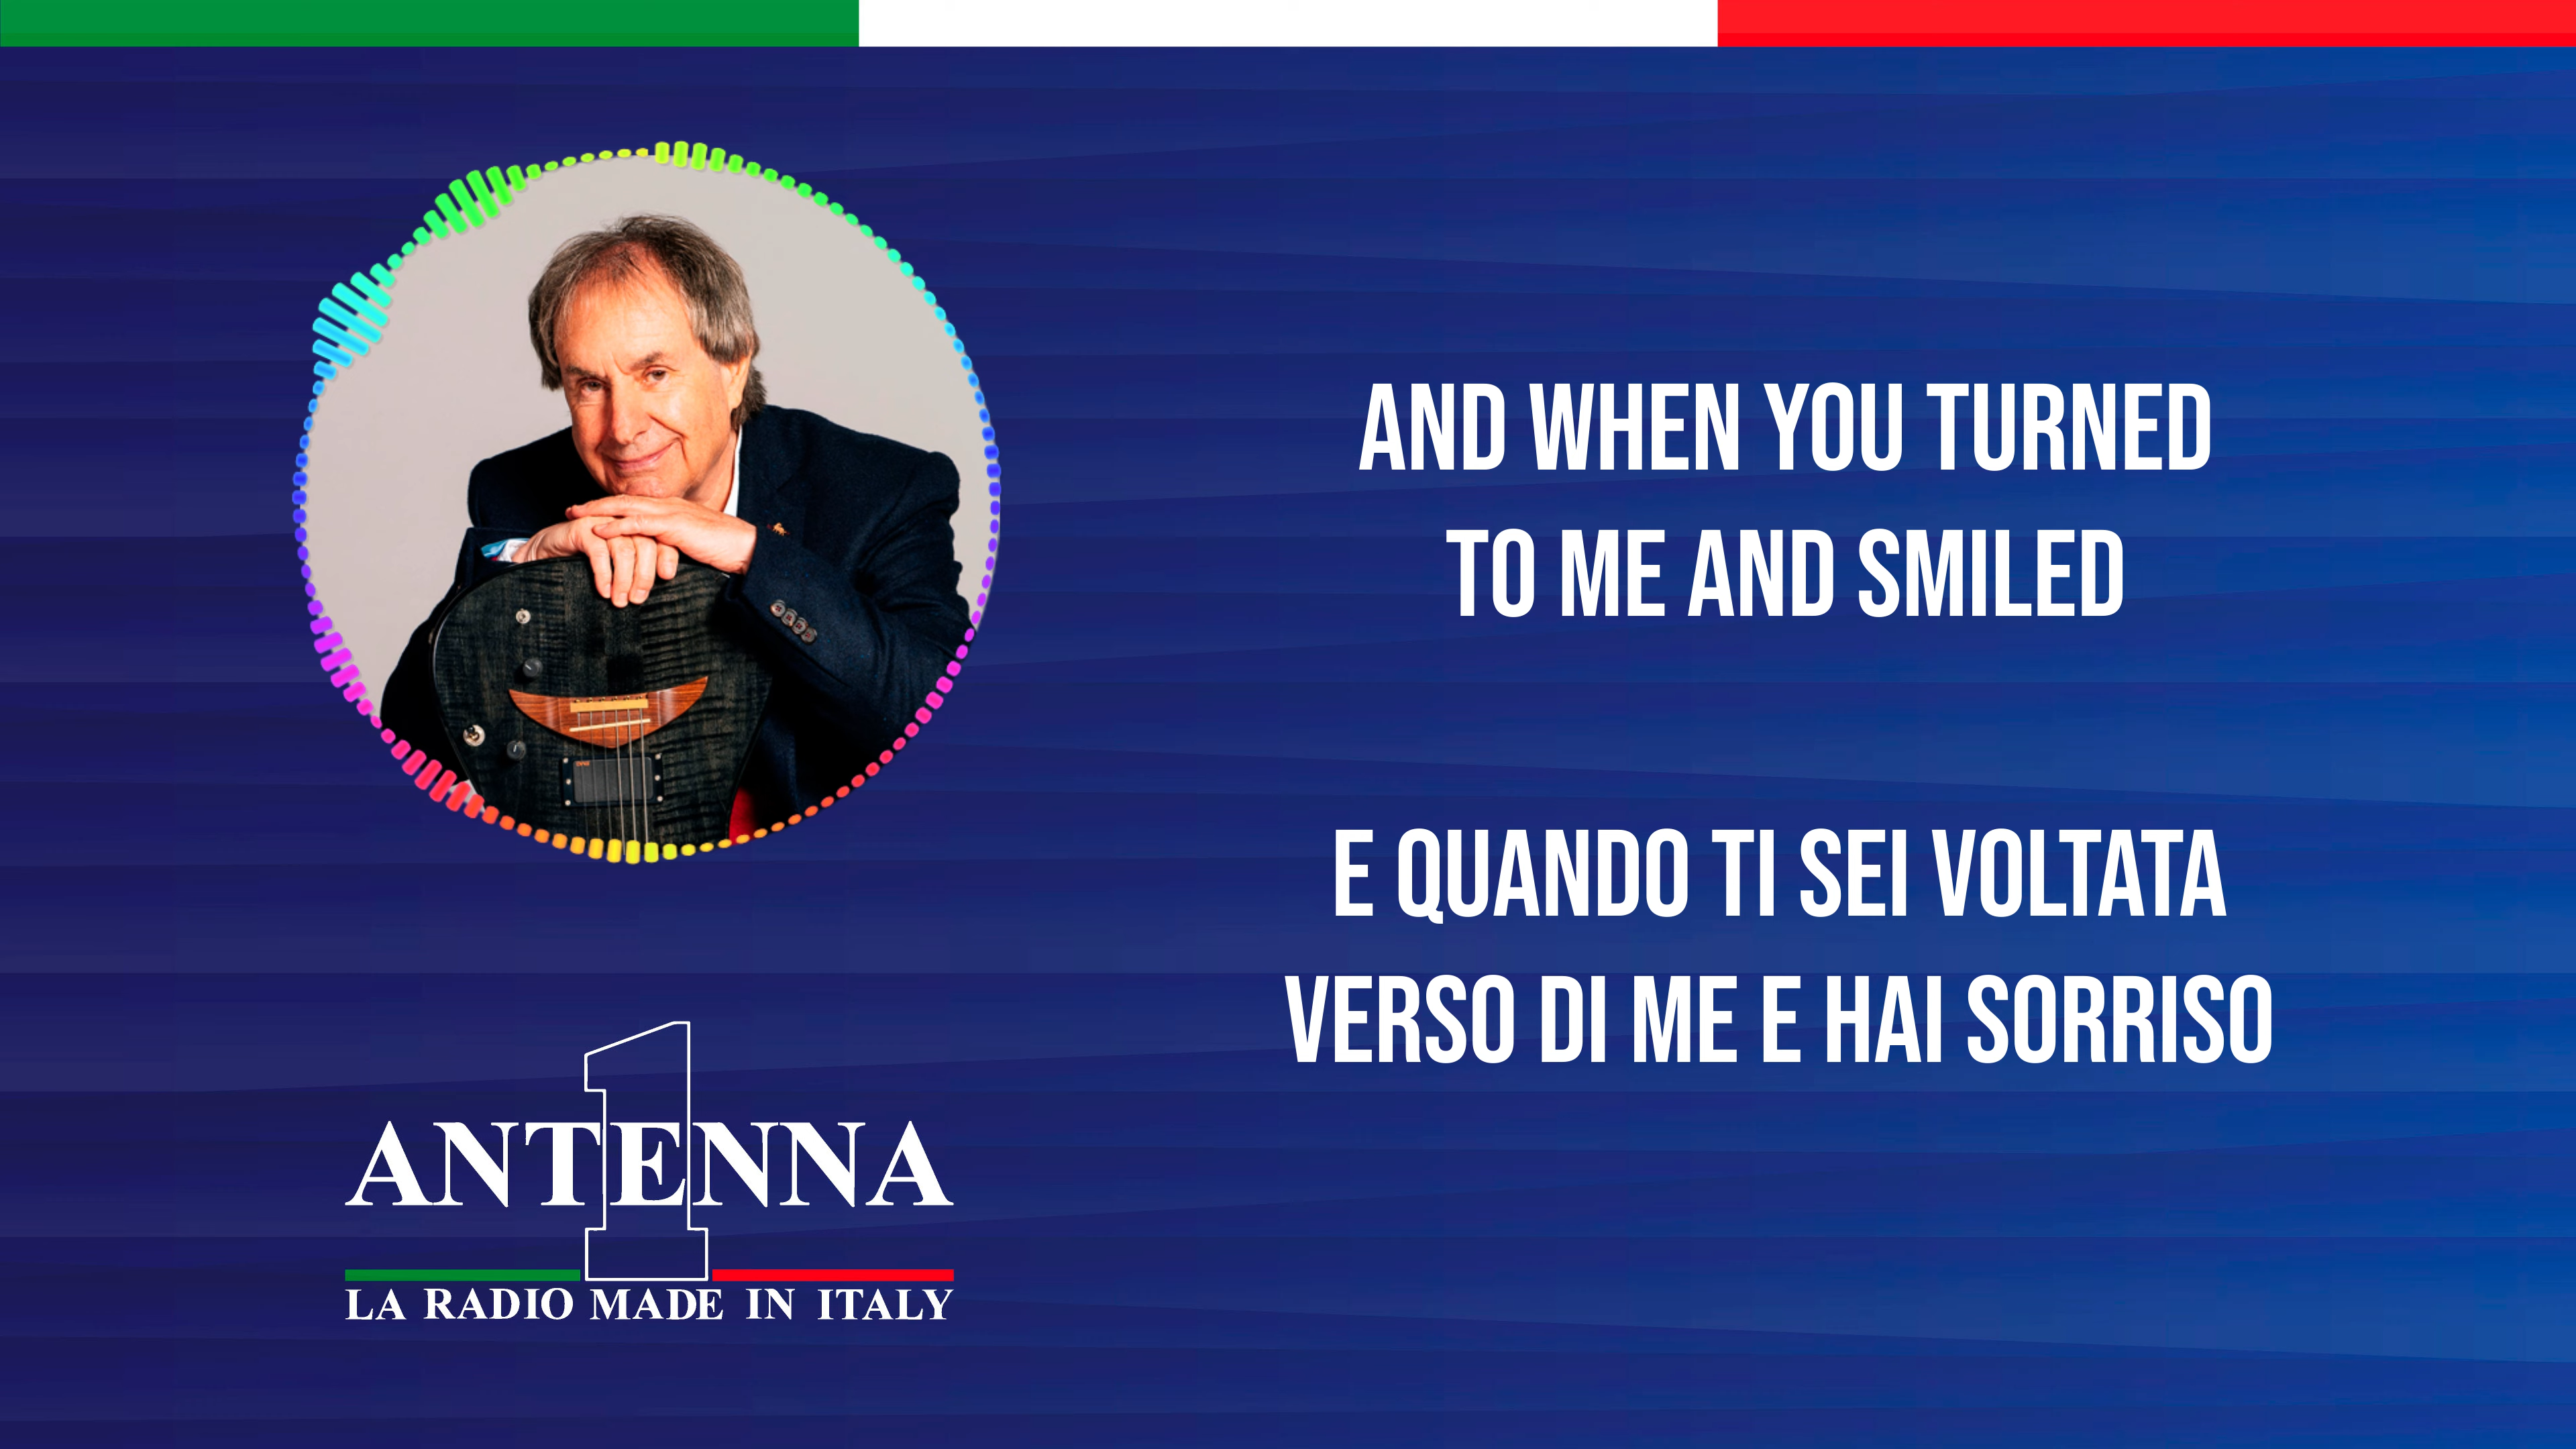 AND WHEN YOU TURNED
TO ME AND SMILED
E QUANDO TI SEI VOLTATA
VERSO DI ME E HAI SORRISO
ANTENNA
1
LA RADIO MADE IN ITALY